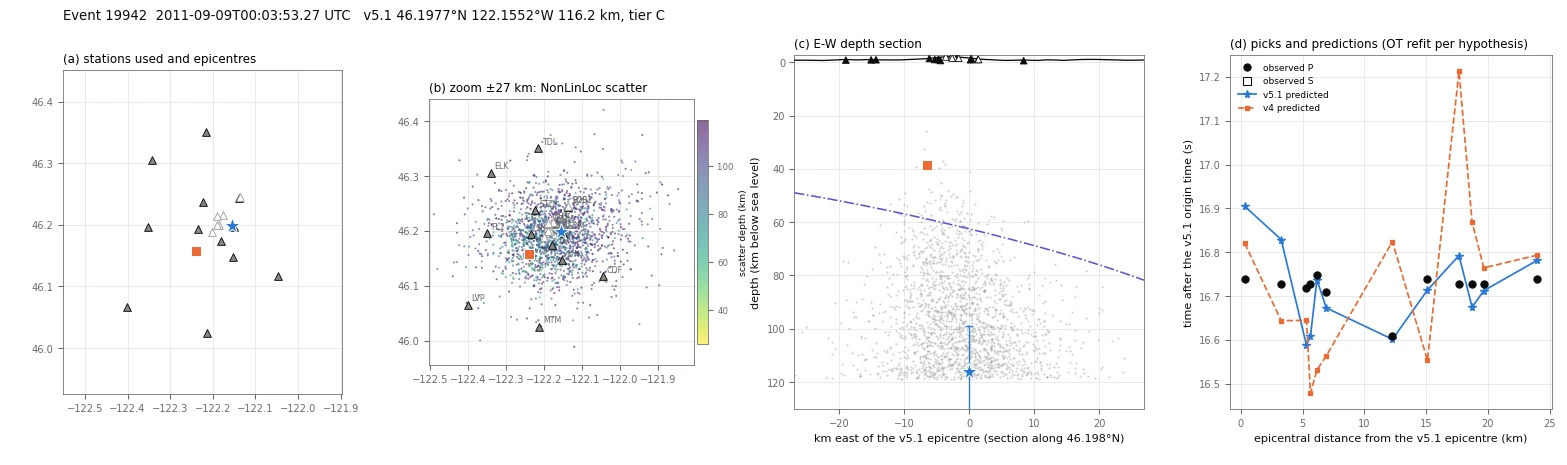 Event 19942  2011-09-09T00:03:53.27 UTC   v5.1 46.1977°N 122.1552°W 116.2 km, tier C
(a) stations used and epicentres
46.4
46.3
46.2
46.1
46.0
−122.5
−122.4
−122.3
−122.2
−122.1
−122.0
−121.9
(b) zoom ±27 km: NonLinLoc scatter
46.4
46.3
46.2
46.1
46.0
−122.5
−122.4
−122.3
−122.2
−122.1
−122.0
−121.9
TDL
ELK
CDF
LVP
MTM
100
80
60
40
scatter depth (km)
(c) E-W depth section
0
20
40
60
80
100
120
depth (km below sea level)
−20
−10
0
10
20
km east of the v5.1 epicentre (section along 46.198°N)
(d) picks and predictions (OT refit per hypothesis)
observed P
observed S
v5.1 predicted
v4 predicted
17.2
17.1
17.0
16.9
16.8
16.7
16.6
16.5
time after the v5.1 origin time (s)
0
5
10
15
20
25
epicentral distance from the v5.1 epicentre (km)